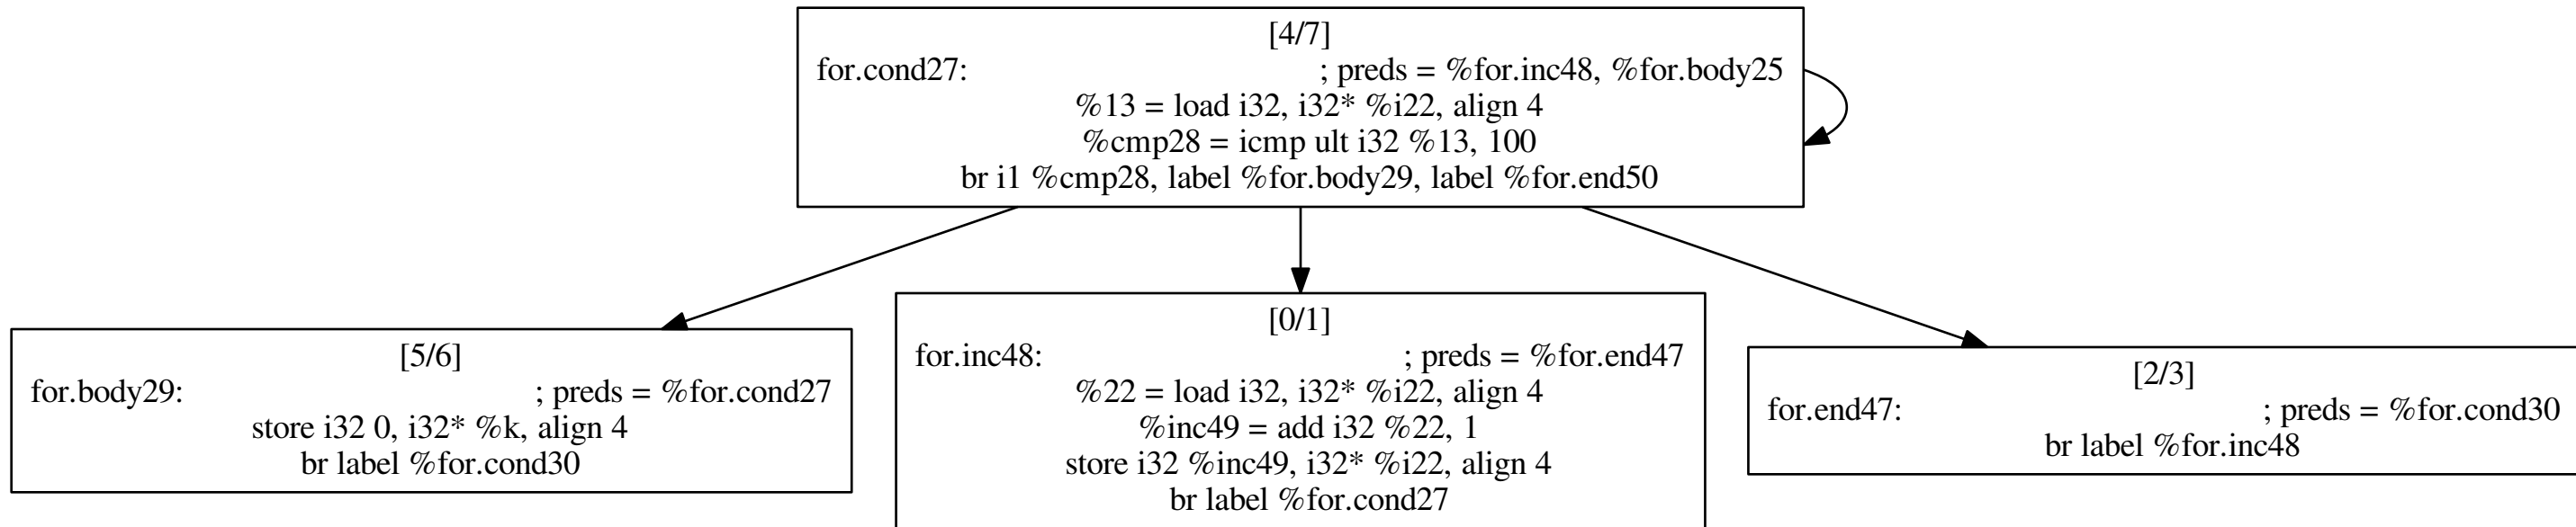 [4/7]
for.cond27: ; preds = %for.inc48, %for.body25
%13 = load i32, i32* %i22, align 4
%cmp28 = icmp ult i32 %13, 100
br i1 %cmp28, label %for.body29, label %for.end50
[5/6]
for.body29: ; preds = %for.cond27
store i32 0, i32* %k, align 4
br label %for.cond30
[0/1]
for.inc48: ; preds = %for.end47
%22 = load i32, i32* %i22, align 4
%inc49 = add i32 %22, 1
store i32 %inc49, i32* %i22, align 4
br label %for.cond27
[2/3]
for.end47: ; preds = %for.cond30
br label %for.inc48